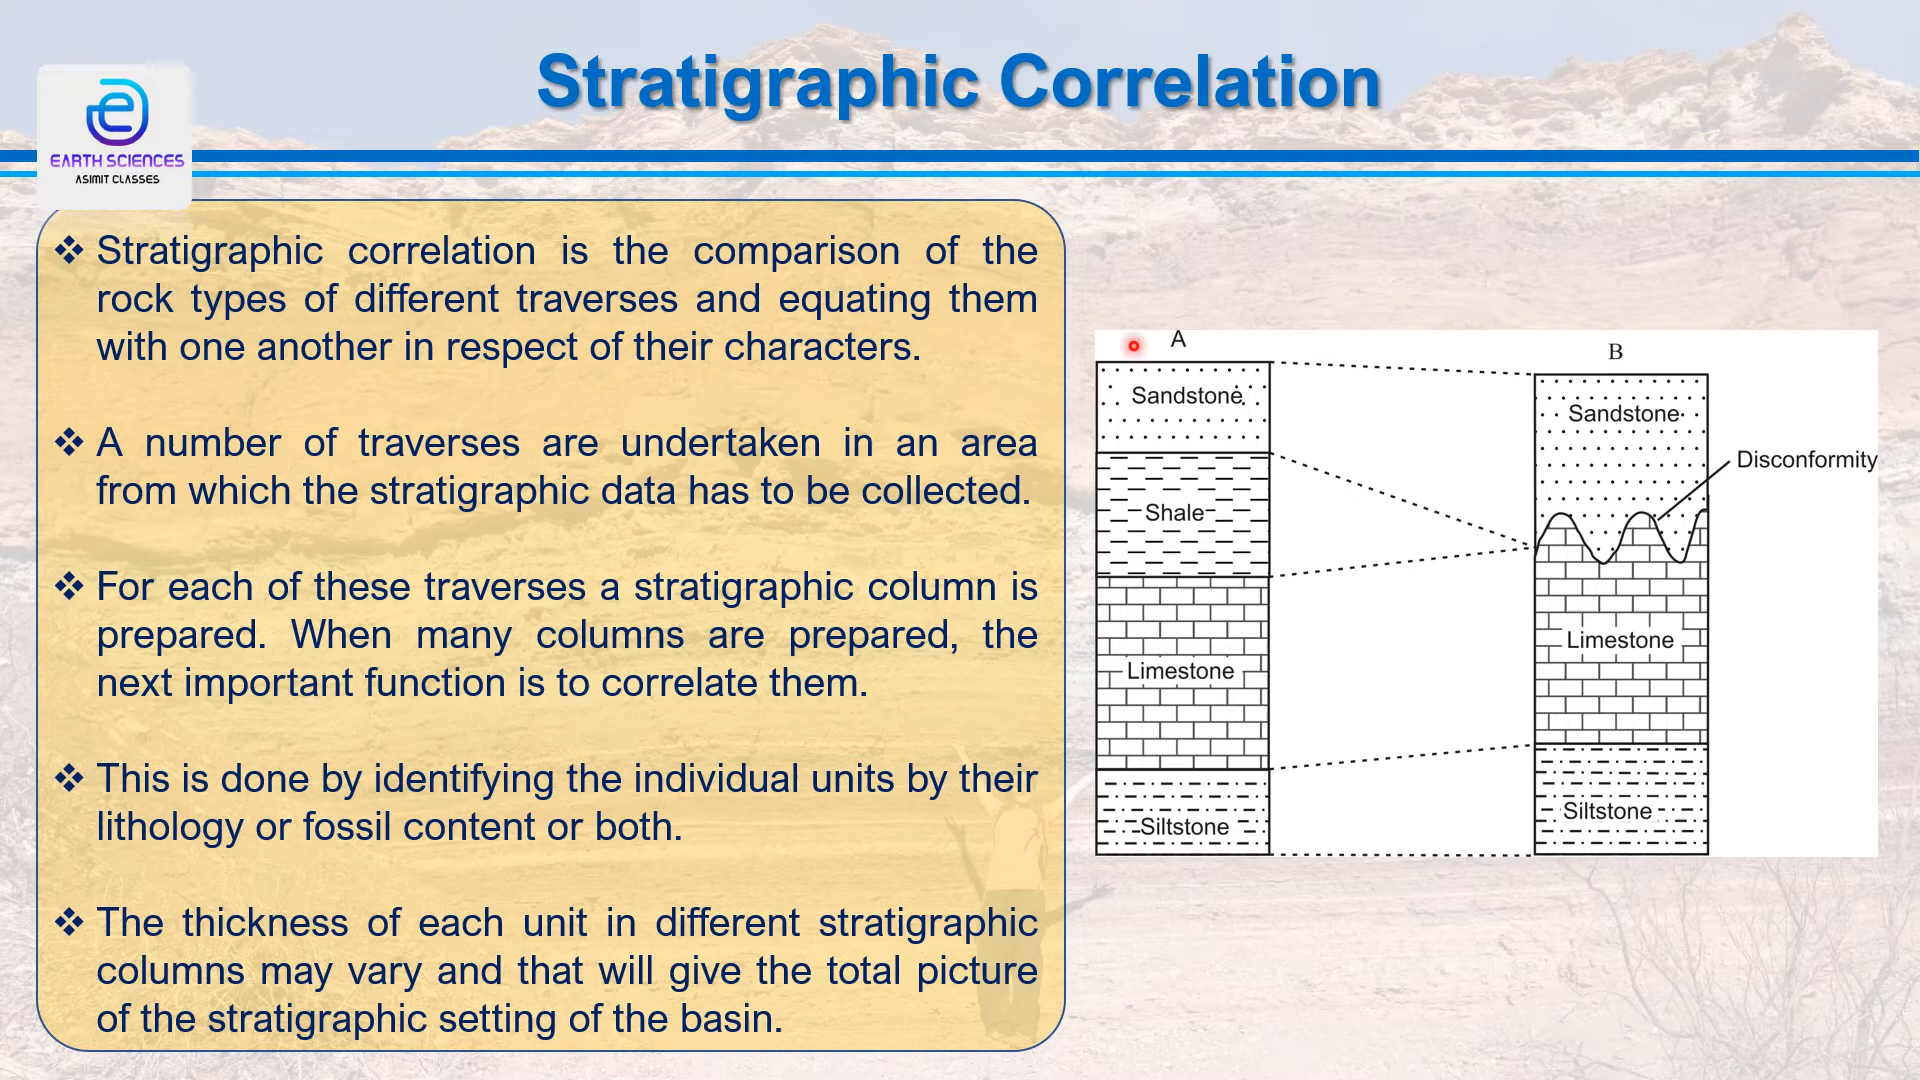 Stratigraphic Correlation
EARTH SCIENCES
ASIMIT CLASSES
❖ Stratigraphic correlation is the comparison of the
rock types of different traverses and equating them
with one another in respect of their characters.
❖ A number of traverses are undertaken in an area
from which the stratigraphic data has to be collected.
❖ For each of these traverses a stratigraphic column is
prepared. When many columns are prepared, the
next important function is to correlate them.
❖ This is done by identifying the individual units by their
lithology or fossil content or both.
❖ The thickness of each unit in different stratigraphic
columns may vary and that will give the total picture
of the stratigraphic setting of the basin.
A
Sandstone
Shale
Limestone
Siltstone
B
Sandstone
Disconformity
Limestone
Siltstone